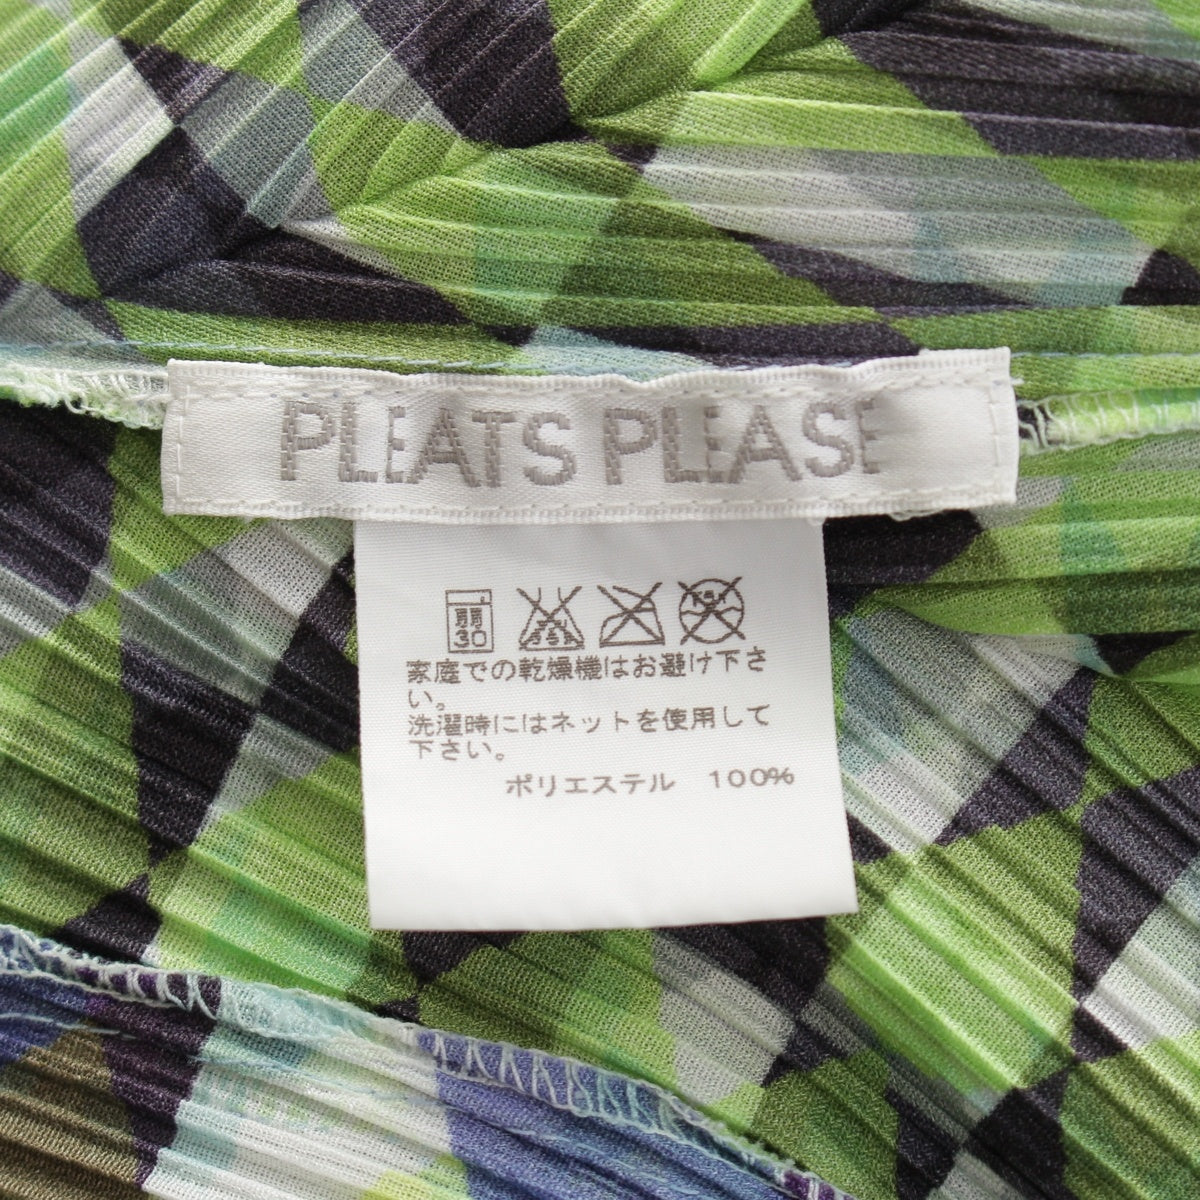 PLEATS PLEASE
弱
30
家庭での乾燥機はお避け下さ
い。
洗濯時にはネットを使用して
下さい。
ポリエステル 100%